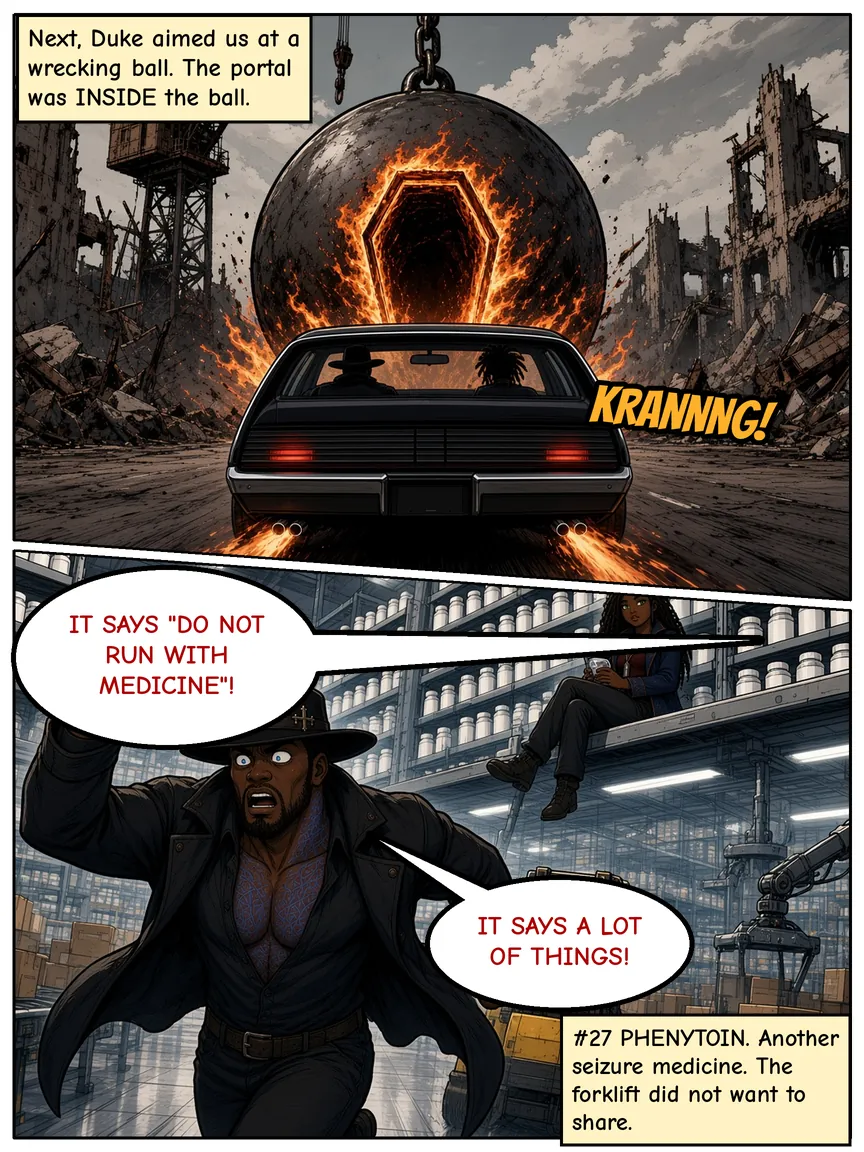 Next, Duke aimed us at a
wrecking ball. The portal
was INSIDE the ball.
KRANNNG!
IT SAYS "DO NOT
RUN WITH
MEDICINE"!
IT SAYS A LOT
OF THINGS!
#27 PHENYTOIN. Another
seizure medicine. The
forklift did not want to
share.